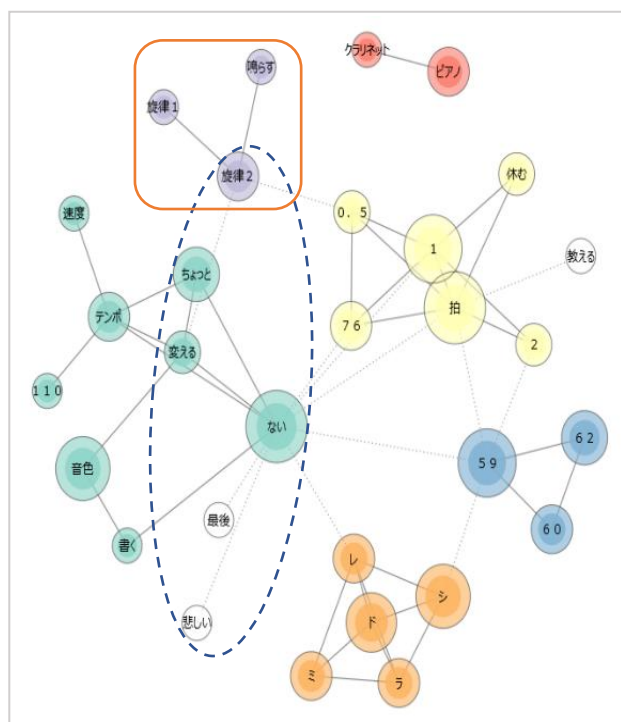 クラリネット
ピアノ
鳴らす
旋律1
旋律2
休む
速度
0.5
1
教える
ちょっと
拍
テンポ
76
2
変える
110
ない
62
59
音色
60
最後
書く
レ
シ
悲しい
ド
ミ
ラ